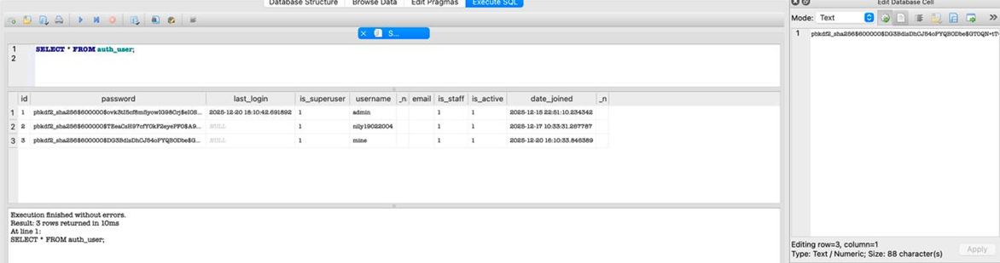 Database Structure Browse Data Edit Pragmas Execute SQL
Edit Database Cell
Mode: Text
S...
1 SELECT * FROM auth_user;
2
1 pbkdf2_sha256$600000$DG3BdlsDhCJ54oPYQBODbe$GT0QN+tT
id password last_login is_superuser username _n email is_staff is_active date_joined _n
1 1 pbkdf2_sha256$600000$ovk3tI5cf8m5yowIG98Crj$eI0S... 2025-12-20 18:10:42.691892 1 admin 1 1 2025-12-15 22:51:10.234342
2 2 pbkdf2_sha256$600000$TEeaCsH97cfY0kF2eyePF0$A9... NULL 1 nily19022004 1 1 2025-12-17 10:33:31.267787
3 3 pbkdf2_sha256$600000$DG3BdlsDhCJ54oPYQBODbe$G... NULL 1 mine 1 1 2025-12-20 16:10:33.846389
Execution finished without errors.
Result: 3 rows returned in 10ms
At line 1:
SELECT * FROM auth_user;
Editing row=3, column=1
Type: Text / Numeric; Size: 88 character(s)
Apply